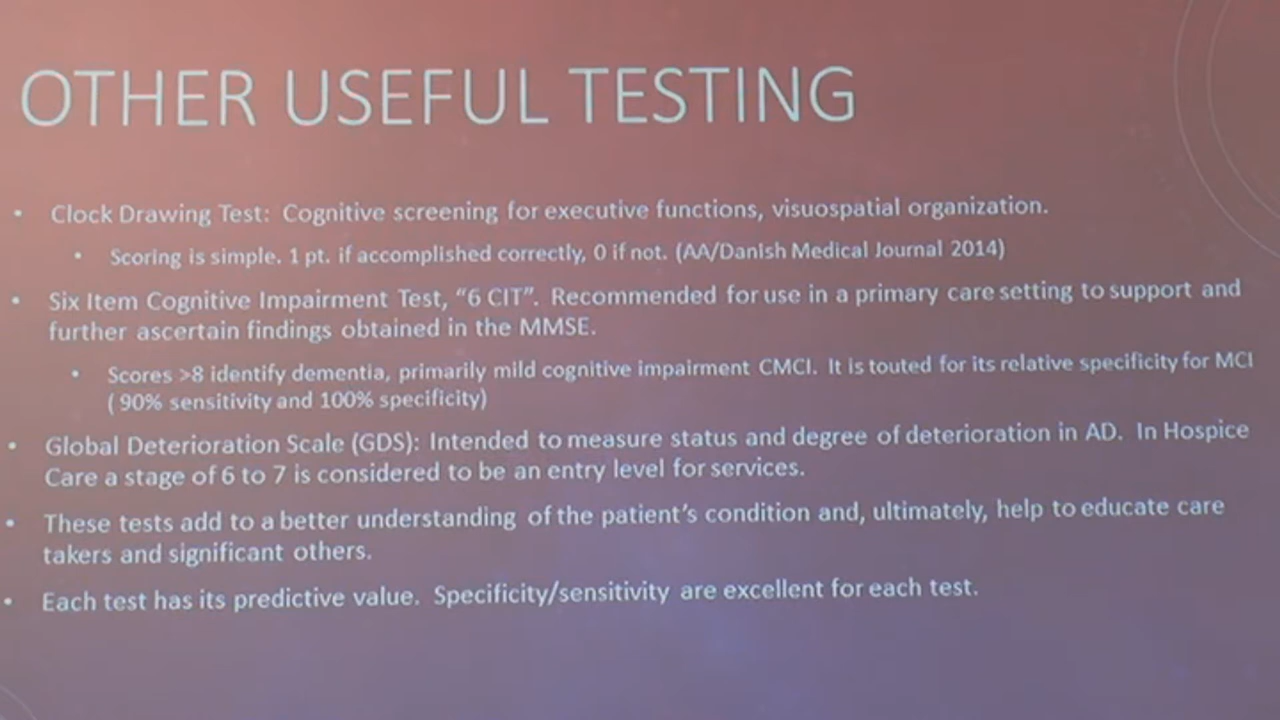 OTHER USEFUL TESTING
• Clock Drawing Test: Cognitive screening for executive functions, visuospatial organization.
• Scoring is simple. 1 pt. if accomplished correctly, 0 if not. (AA/Danish Medical Journal 2014)
• Six Item Cognitive Impairment Test, “6 CIT”. Recommended for use in a primary care setting to support and
further ascertain findings obtained in the MMSE.
• Scores >8 identify dementia, primarily mild cognitive impairment CMCI. It is touted for its relative specificity for MCI
( 90% sensitivity and 100% specificity)
• Global Deterioration Scale (GDS): Intended to measure status and degree of deterioration in AD. In Hospice
Care a stage of 6 to 7 is considered to be an entry level for services.
• These tests add to a better understanding of the patient’s condition and, ultimately, help to educate care
takers and significant others.
• Each test has its predictive value. Specificity/sensitivity are excellent for each test.